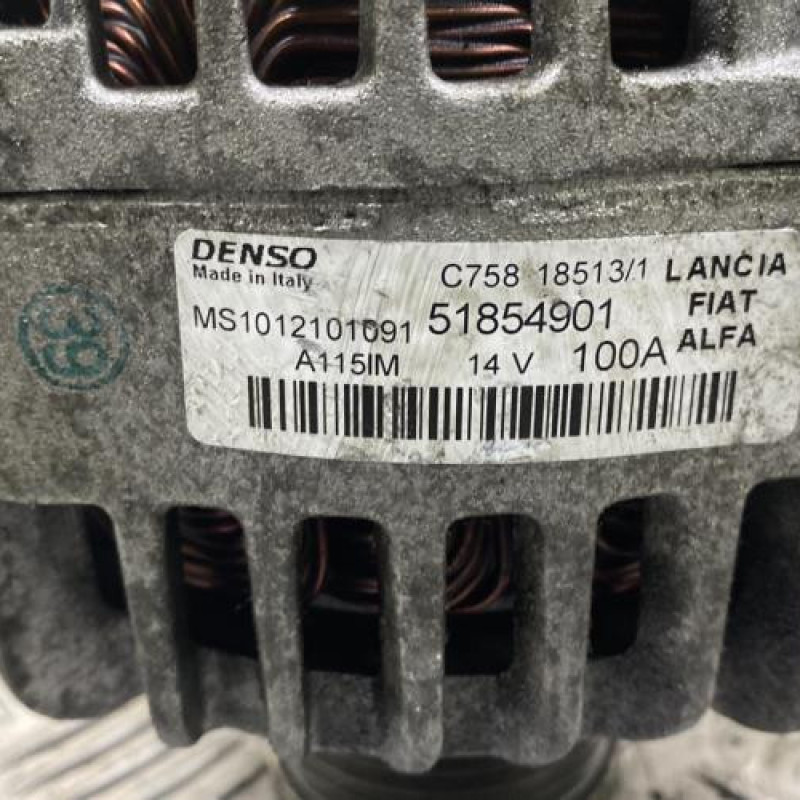 DENSO
Made in Italy
C758 18513/1
LANCIA
FIAT
ALFA
MS1012101091
51854901
A115IM
14 V
100A